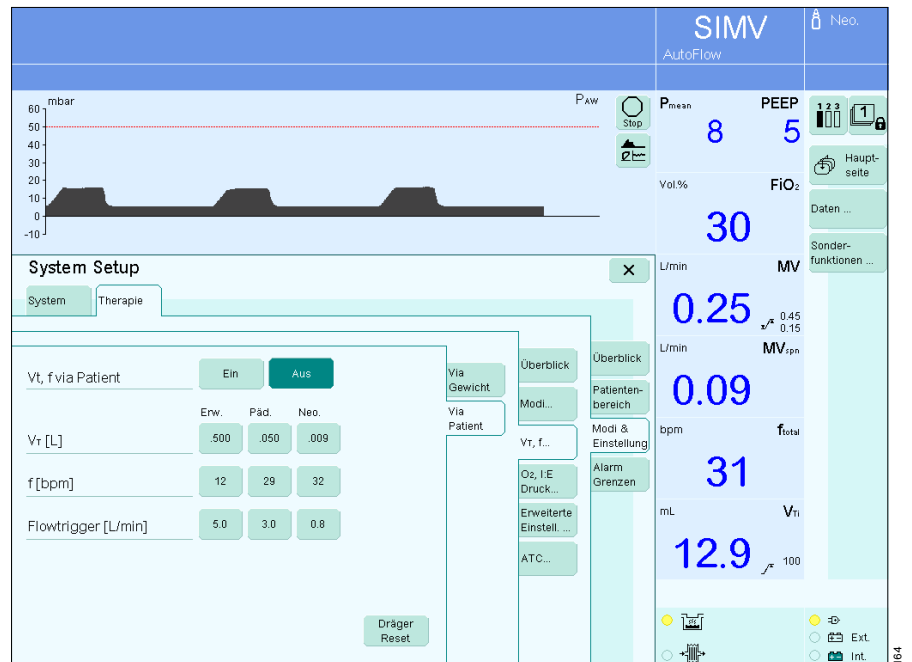 SIMV
AutoFlow
Neo.
mbar
PAW
60
50
40
30
20
10
0
-10
Stop
Pmean
PEEP
8
5
1 2 3
1
Haupt-
seite
Vol.%
FiO2
30
Daten ...
Sonder-
funktionen ...
L/min
MV
0.25
0.45
0.15
L/min
MVspn
0.09
bpm
ftotal
31
mL
VTi
12.9
100
Ext.
Int.
System Setup
×
System
Therapie
Vt, f via Patient
Ein
Aus
Erw.
Päd.
Neo.
VT [L]
.500
.050
.009
f [bpm]
12
29
32
Flowtrigger [L/min]
5.0
3.0
0.8
Dräger
Reset
Via
Gewicht
Via
Patient
Überblick
Modi...
VT, f...
O2, I:E
Druck...
Erweiterte
Einstell. ...
ATC...
Überblick
Patienten-
bereich
Modi &
Einstellung
Alarm
Grenzen